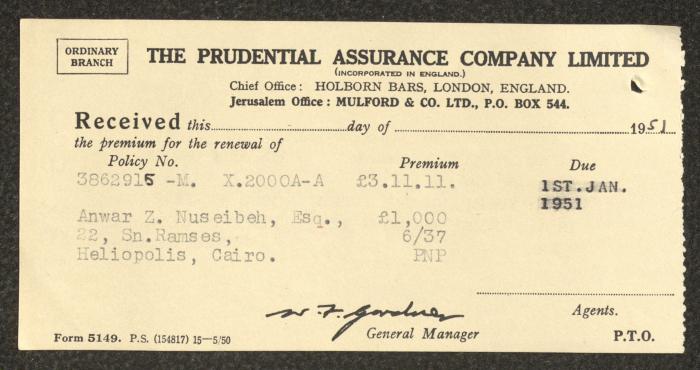 ORDINARY
BRANCH
THE PRUDENTIAL ASSURANCE COMPANY LIMITED
(INCORPORATED IN ENGLAND.)
Chief Office: HOLBORN BARS, LONDON, ENGLAND.
Jerusalem Office: MULFORD & CO. LTD., P.O. BOX 544.
Received this day of 1951
the premium for the renewal of
Policy No. Premium Due
3862915 -M. X.2000A-A £3.11.11. 1ST.JAN.
1951
Anwar Z. Nuseibeh, Esq., £1,000
22, Sn.Ramses, 6/37
Heliopolis, Cairo. PNP
W. F. Gardner Agents.
General Manager
Form 5149. P.S. (154817) 15-5/50 P.T.O.